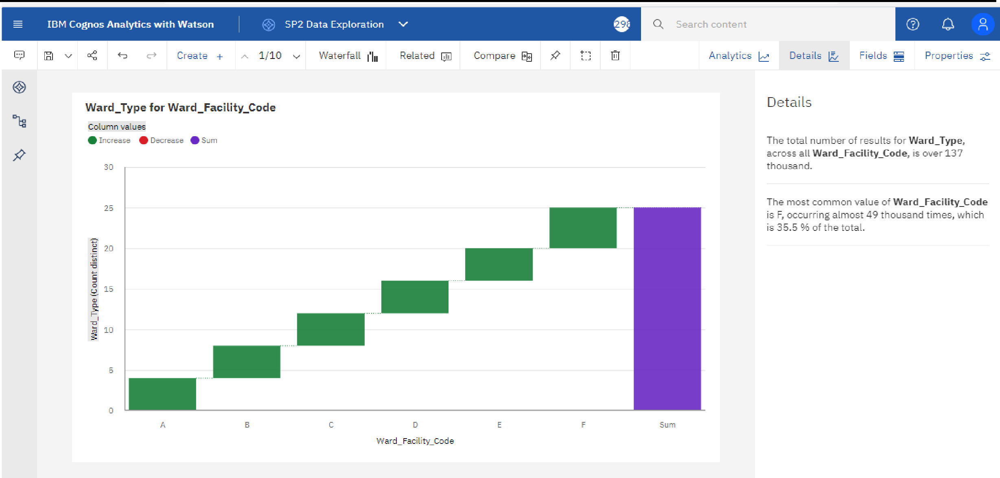 IBM Cognos Analytics with Watson
SP2 Data Exploration
298
Search content
Create +
1/10
Waterfall
Related
Compare
Analytics
Details
Fields
Properties
Ward_Type for Ward_Facility_Code
Column values
Increase Decrease Sum
30
25
20
15
10
5
0
Ward_Type (Count distinct)
A B C D E F Sum
Ward_Facility_Code
Details
The total number of results for Ward_Type,
across all Ward_Facility_Code, is over 137
thousand.
The most common value of Ward_Facility_Code
is F, occurring almost 49 thousand times, which
is 35.5 % of the total.